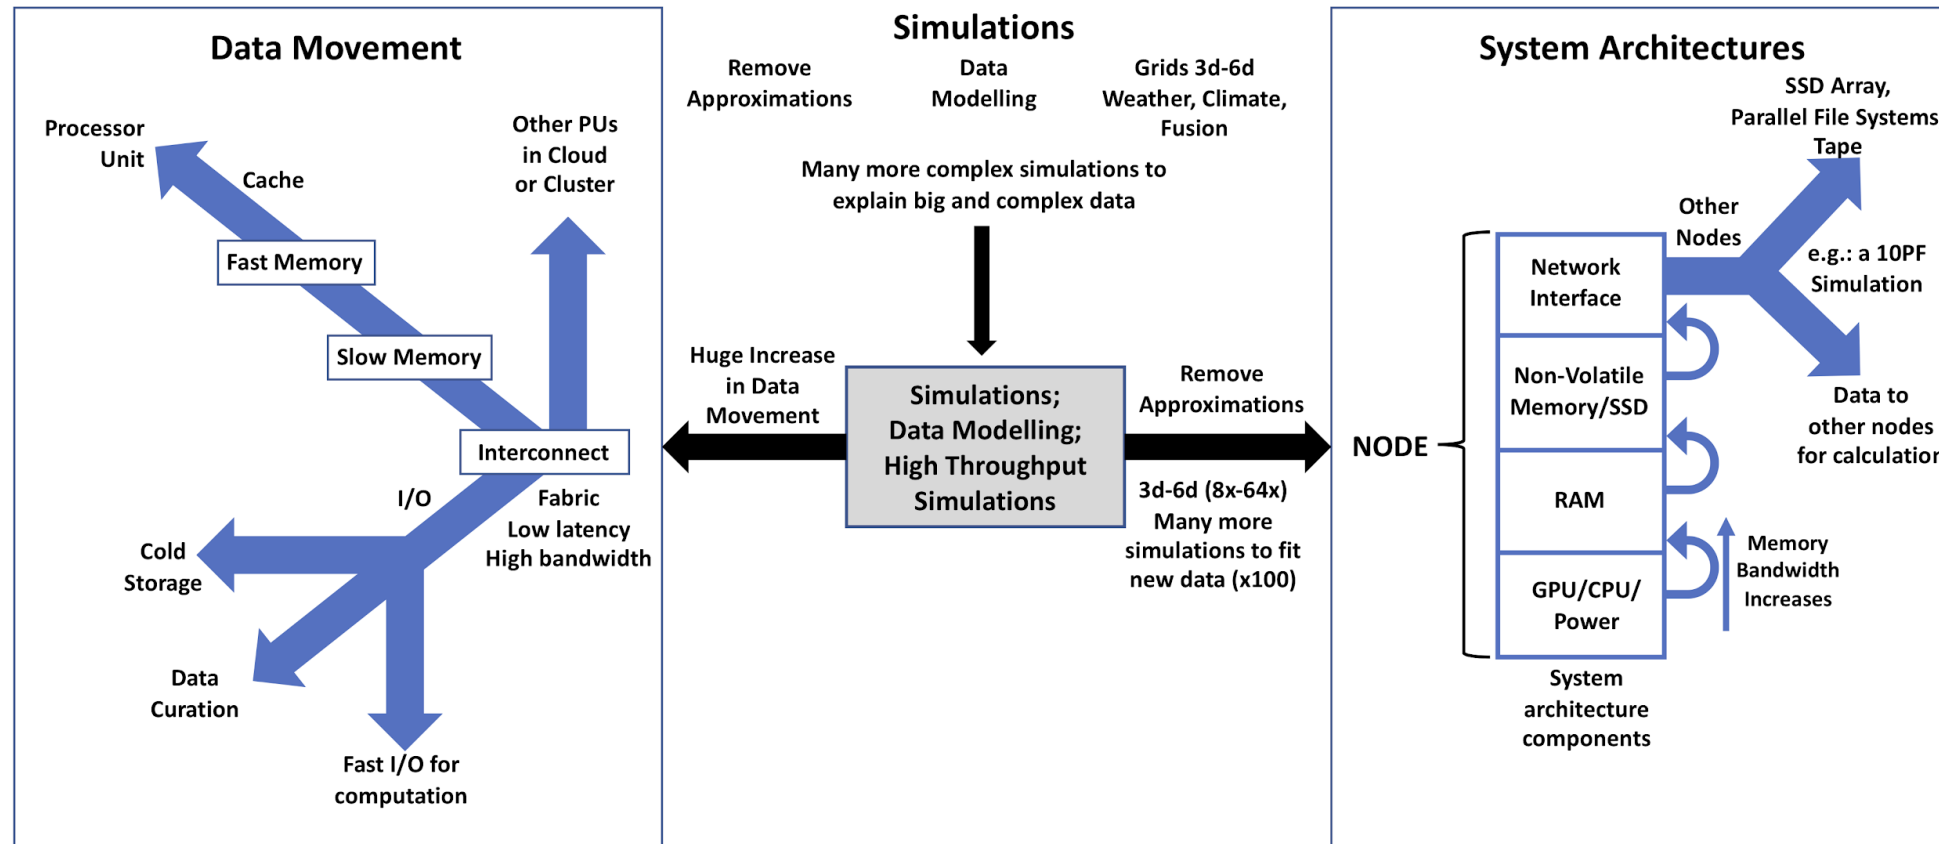 Data Movement
Processor
Unit
Cache
Other PUs
in Cloud
or Cluster
Fast Memory
Slow Memory
Interconnect
I/O
Fabric
Low latency
High bandwidth
Cold
Storage
Data
Curation
Fast I/O for
computation
Simulations
Remove
Approximations
Data
Modelling
Grids 3d-6d
Weather, Climate,
Fusion
Many more complex simulations to
explain big and complex data
Huge Increase
in Data
Movement
Simulations;
Data Modelling;
High Throughput
Simulations
Remove
Approximations
3d-6d (8x-64x)
Many more
simulations to fit
new data (x100)
System Architectures
SSD Array,
Parallel File Systems
Tape
Other
Nodes
e.g.: a 10PF
Simulation
Network
Interface
Non-Volatile
Memory/SSD
Data to
other nodes
for calculation
NODE
RAM
Memory
Bandwidth
Increases
GPU/CPU/
Power
System
architecture
components